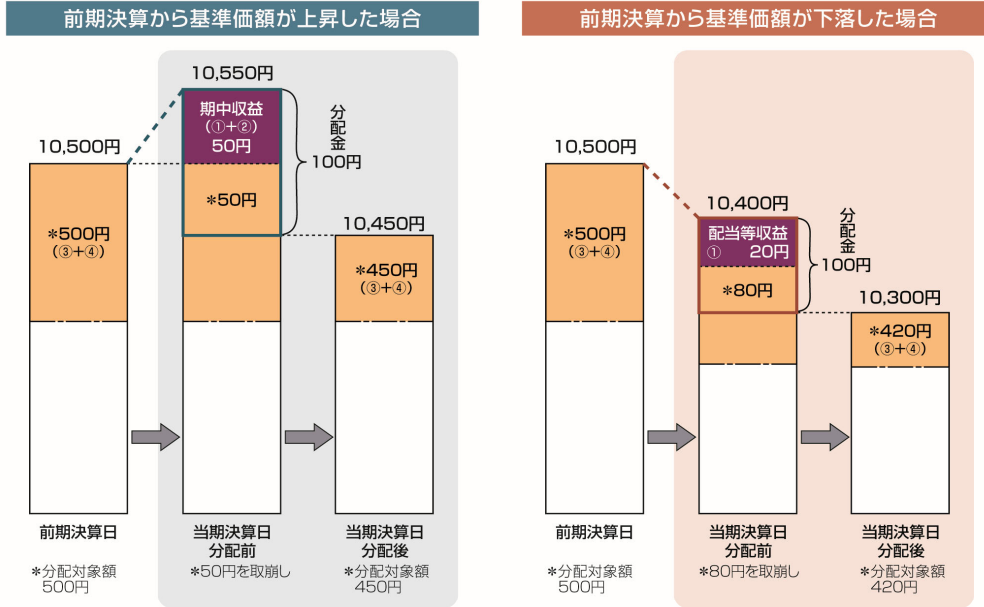 前期決算から基準価額が上昇した場合
10,550円
期中収益
(①+②)
50円
分配金
100円
10,500円
*50円
10,450円
*500円
(③+④)
*450円
(③+④)
前期決算日
当期決算日
分配前
当期決算日
分配後
*分配対象額
500円
*50円を取崩し
*分配対象額
450円
前期決算から基準価額が下落した場合
10,500円
10,400円
配当等収益
① 20円
分配金
100円
*500円
(③+④)
*80円
10,300円
*420円
(③+④)
前期決算日
当期決算日
分配前
当期決算日
分配後
*分配対象額
500円
*80円を取崩し
*分配対象額
420円